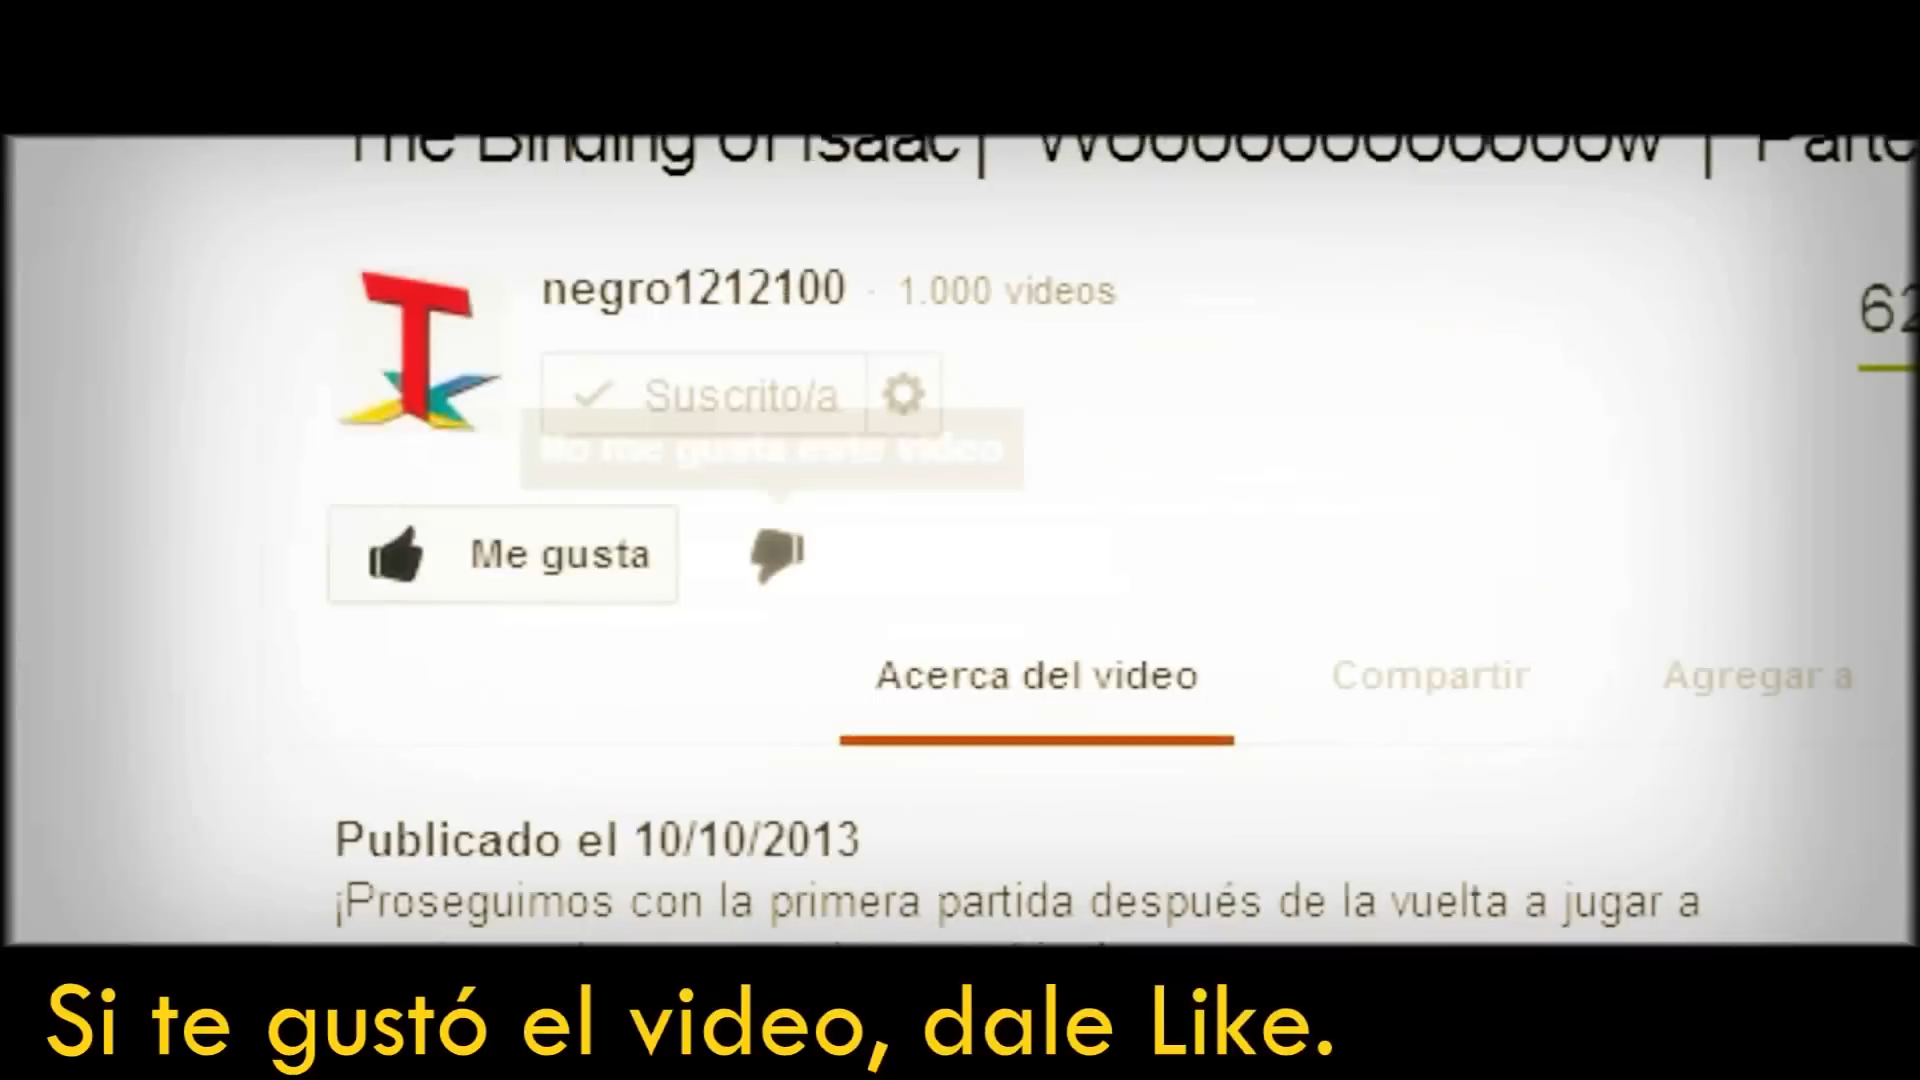 The Binding of Isaac | Wooooooooooooow | Parte
negro1212100 · 1.000 videos
62
Suscrito/a
No me gusta este video
Me gusta
Acerca del video Compartir Agregar a
Publicado el 10/10/2013
¡Proseguimos con la primera partida después de la vuelta a jugar a
Si te gustó el video, dale Like.